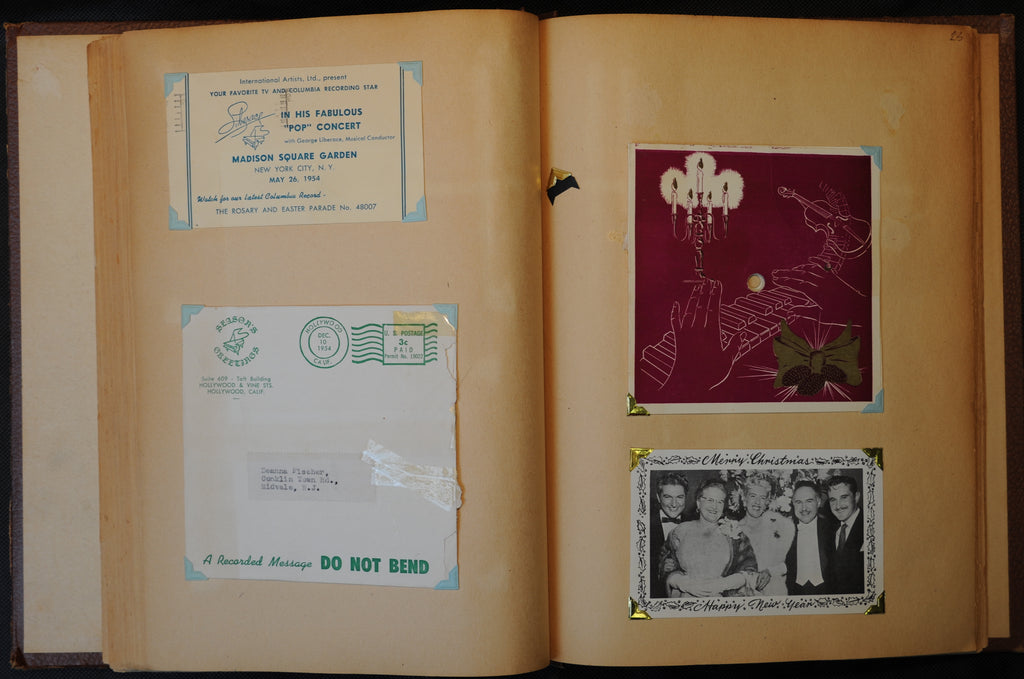 International Artists, Ltd., present
YOUR FAVORITE TV AND COLUMBIA RECORDING STAR
Liberace
IN HIS FABULOUS
"POP" CONCERT
with George Liberace, Musical Conductor
MADISON SQUARE GARDEN
NEW YORK CITY, N. Y
MAY 26, 1954
Watch for our latest Columbia Record -
THE ROSARY AND EASTER PARADE No. 48007
SEASON'S
GREETINGS
Suite 609 - Taft Building
HOLLYWOOD & VINE STS.
HOLLYWOOD, CALIF.
HOLLYWOOD
DEC.
10
1954
CALIF.
U. S. POSTAGE
3c
PAID
Permit No. 13022
Deanna Fischer,
Conklin Town Rd.,
Midvale, N.J.
A Recorded Message DO NOT BEND
26
Merry Christmas
Happy New Year